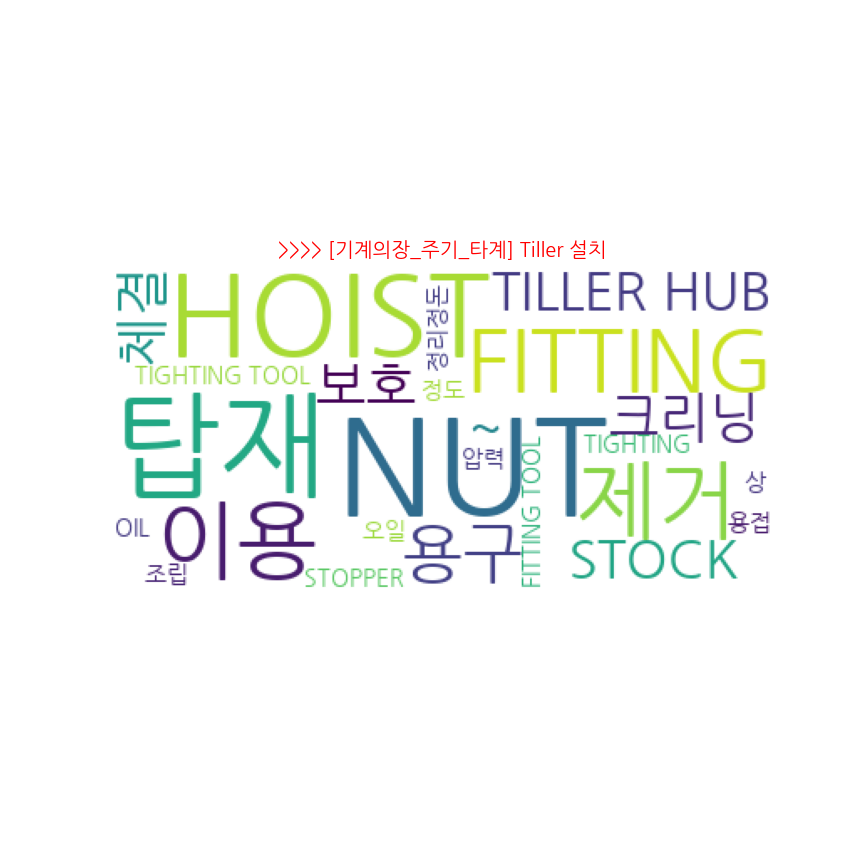 >>>> [기계의장_주기_타계] Tiller 설치
체결
HOIST
정리정돈
TILLER HUB
FITTING
TIGHTING TOOL
보호
정도
탑재
NUT
~
크리닝
압력
TIGHTING
FITTING TOOL
제거
상
OIL
이용
오일
용구
용접
STOCK
조립
STOPPER